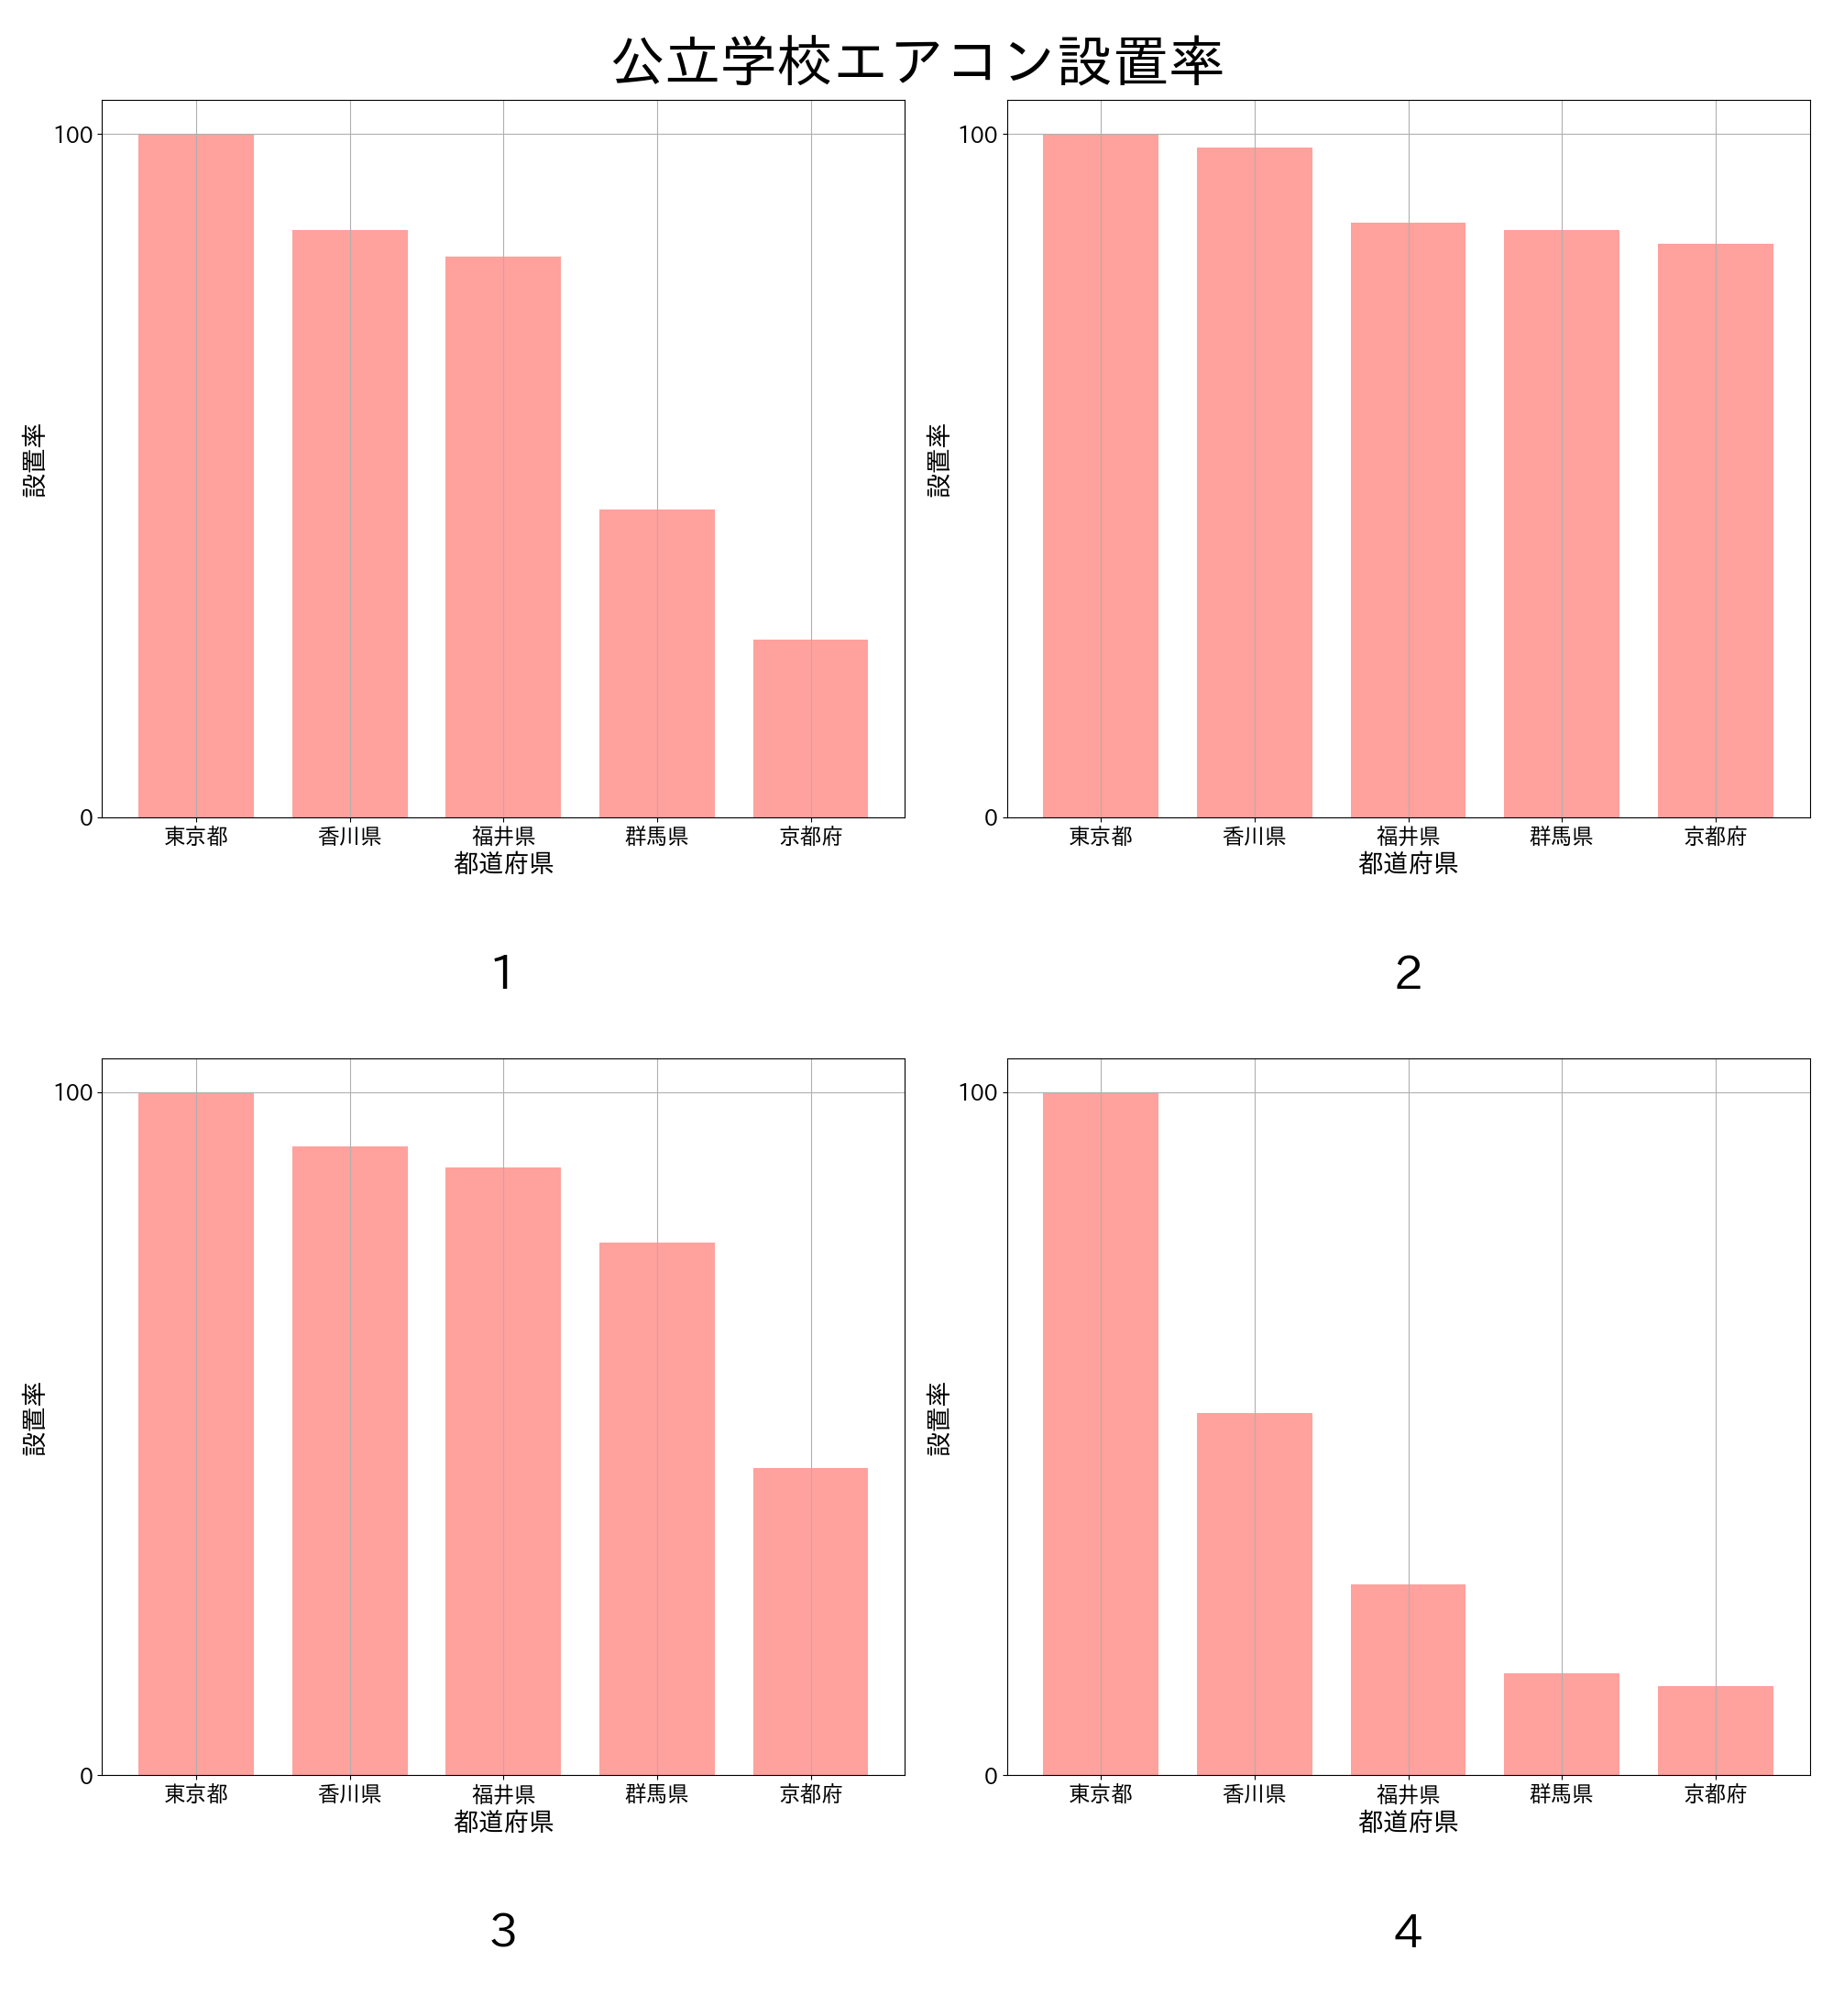 公立学校エアコン設置率
100
0
設置率
東京都 香川県 福井県 群馬県 京都府
都道府県
1
100
0
設置率
東京都 香川県 福井県 群馬県 京都府
都道府県
2
100
0
設置率
東京都 香川県 福井県 群馬県 京都府
都道府県
3
100
0
設置率
東京都 香川県 福井県 群馬県 京都府
都道府県
4